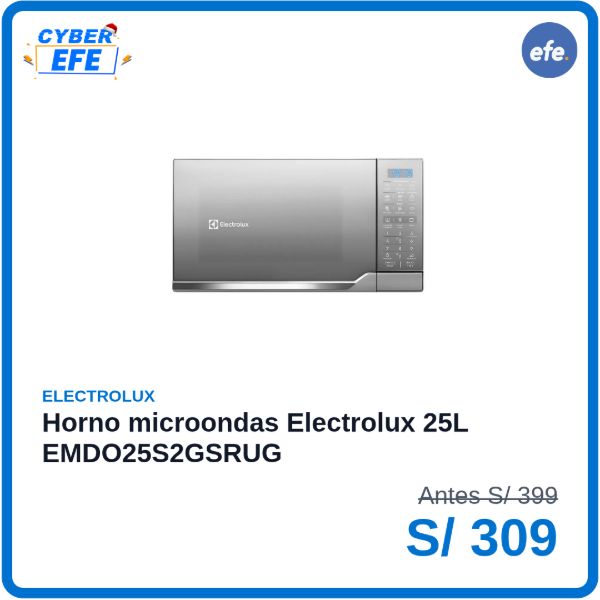 CYBER
EFE
efe.
Electrolux
ELECTROLUX
Horno microondas Electrolux 25L
EMDO25S2GSRUG
Antes S/ 399
S/ 309